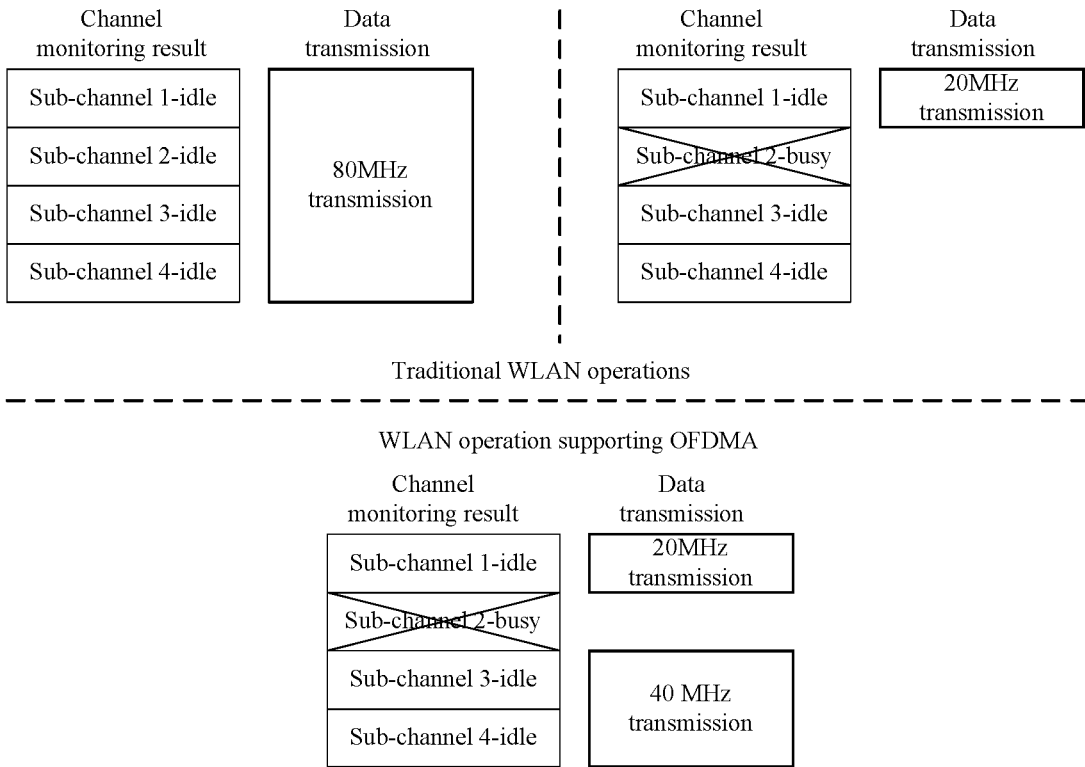 Channel
monitoring result
Data
transmission
Sub-channel 1-idle
Sub-channel 2-idle
Sub-channel 3-idle
Sub-channel 4-idle
80MHz
transmission
Channel
monitoring result
Data
transmission
Sub-channel 1-idle
Sub-channel 2-busy
Sub-channel 3-idle
Sub-channel 4-idle
20MHz
transmission
Traditional WLAN operations
WLAN operation supporting OFDMA
Channel
monitoring result
Data
transmission
Sub-channel 1-idle
Sub-channel 2-busy
Sub-channel 3-idle
Sub-channel 4-idle
20MHz
transmission
40 MHz
transmission